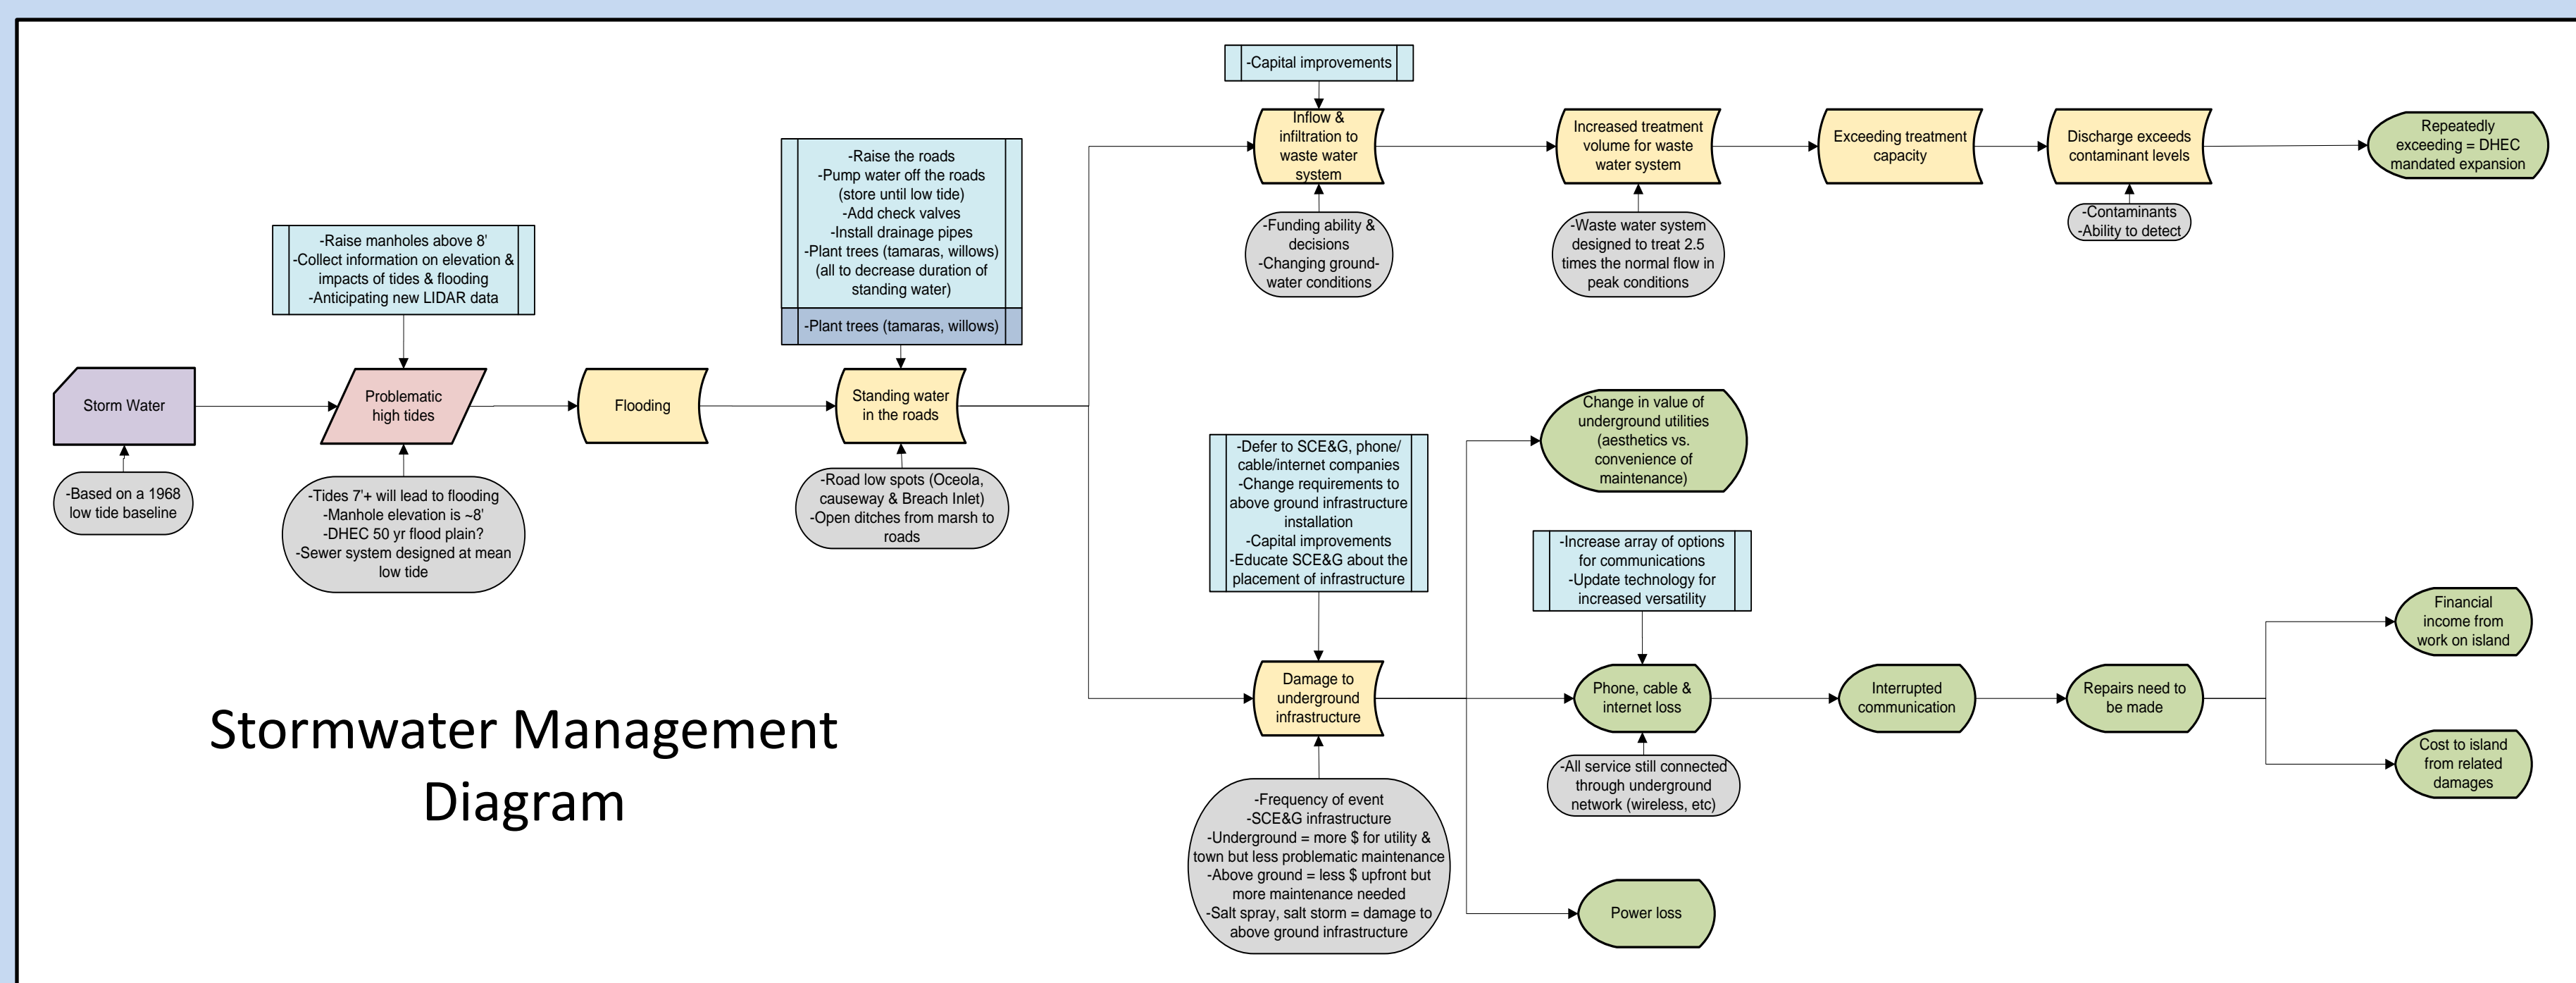 -Capital improvements
Inflow &
infiltration to
waste water
system
Increased treatment
volume for waste
water system
Exceeding treatment
capacity
Discharge exceeds
contaminant levels
Repeatedly
exceeding = DHEC
mandated expansion
-Funding ability &
decisions
-Changing ground-
water conditions
-Waste water system
designed to treat 2.5
times the normal flow in
peak conditions
-Contaminants
-Ability to detect
-Raise the roads
-Pump water off the roads
(store until low tide)
-Add check valves
-Install drainage pipes
-Plant trees (tamaras, willows)
(all to decrease duration of
standing water)
-Plant trees (tamaras, willows)
-Raise manholes above 8'
-Collect information on elevation &
impacts of tides & flooding
-Anticipating new LIDAR data
Storm Water
Problematic
high tides
Flooding
Standing water
in the roads
-Based on a 1968
low tide baseline
-Tides 7'+ will lead to flooding
-Manhole elevation is ~8'
-DHEC 50 yr flood plain?
-Sewer system designed at mean
low tide
-Road low spots (Oceola,
causeway & Breach Inlet)
-Open ditches from marsh to
roads
Change in value of
underground utilities
(aesthetics vs.
convenience of
maintenance)
-Defer to SCE&G, phone/
cable/internet companies
-Change requirements to
above ground infrastructure
installation
-Capital improvements
-Educate SCE&G about the
placement of infrastructure
-Increase array of options
for communications
-Update technology for
increased versatility
Damage to
underground
infrastructure
Phone, cable &
internet loss
Interrupted
communication
Repairs need to
be made
Financial
income from
work on island
Cost to island
from related
damages
-All service still connected
through underground
network (wireless, etc)
-Frequency of event
-SCE&G infrastructure
-Underground = more $ for utility &
town but less problematic maintenance
-Above ground = less $ upfront but
more maintenance needed
-Salt spray, salt storm = damage to
above ground infrastructure
Power loss
Stormwater Management
Diagram